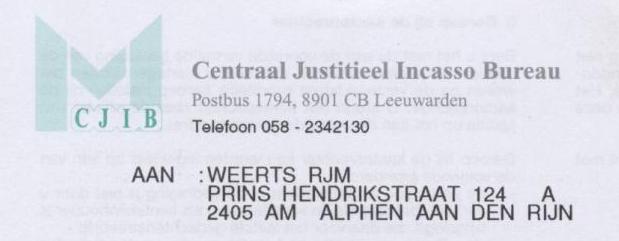 Centraal Justitieel Incasso Bureau
Postbus 1794, 8901 CB Leeuwarden
CJIB
Telefoon 058 - 2342130
AAN : WEERTS RJM
PRINS HENDRIKSTRAAT 124 A
2405 AM ALPHEN AAN DEN RIJN